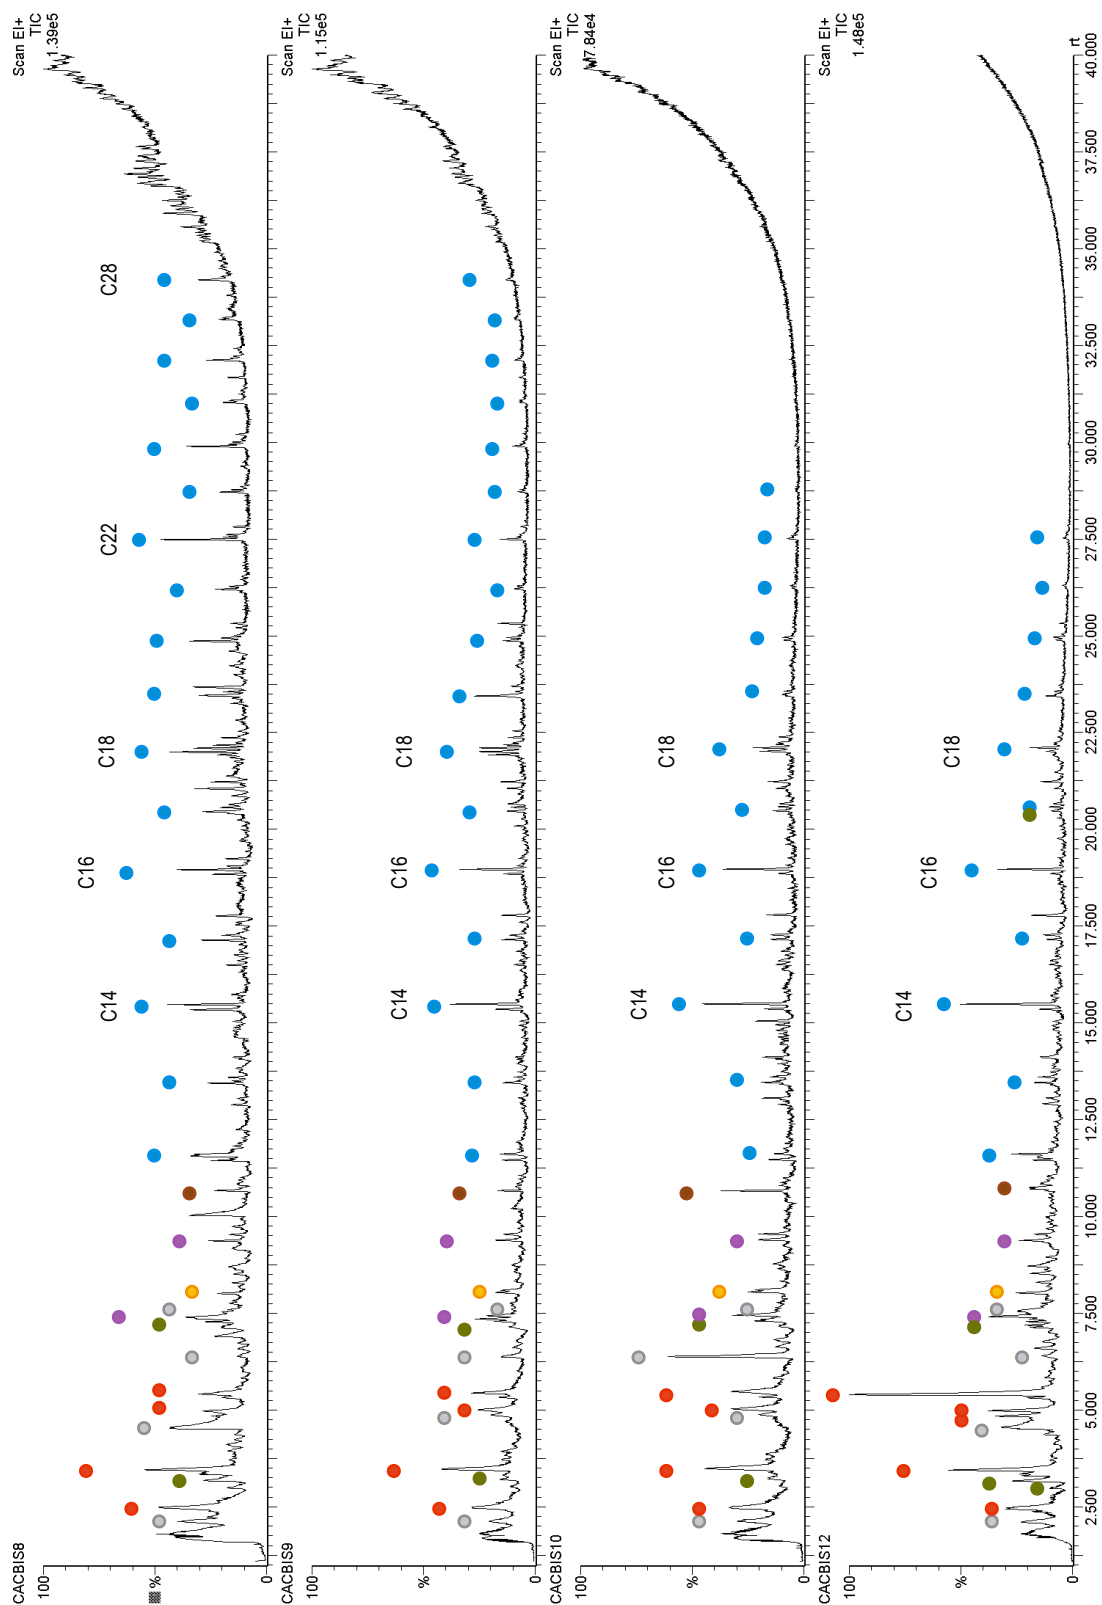 CACBIS8
Scan EI+
TIC
1.39e5
100
%
0
C14
C16
C18
C22
C28
CACBIS9
Scan EI+
TIC
1.15e5
100
%
0
C14
C16
C18
CACBIS10
Scan EI+
TIC
7.84e4
100
%
0
C14
C16
C18
CACBIS12
Scan EI+
TIC
1.48e5
100
%
0
C14
C16
C18
2.500 5.000 7.500 10.000 12.500 15.000 17.500 20.000 22.500 25.000 27.500 30.000 32.500 35.000 37.500 40.000
rt